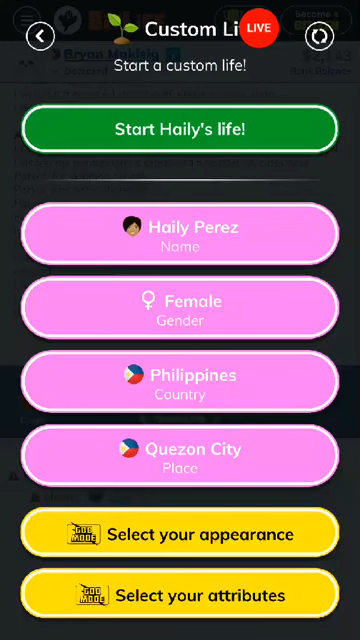 Custom Li
LIVE
Start a custom life!
Start Haily's life!
Haily Perez
Name
Female
Gender
Philippines
Country
Quezon City
Place
GOD MODE Select your appearance
GOD MODE Select your attributes